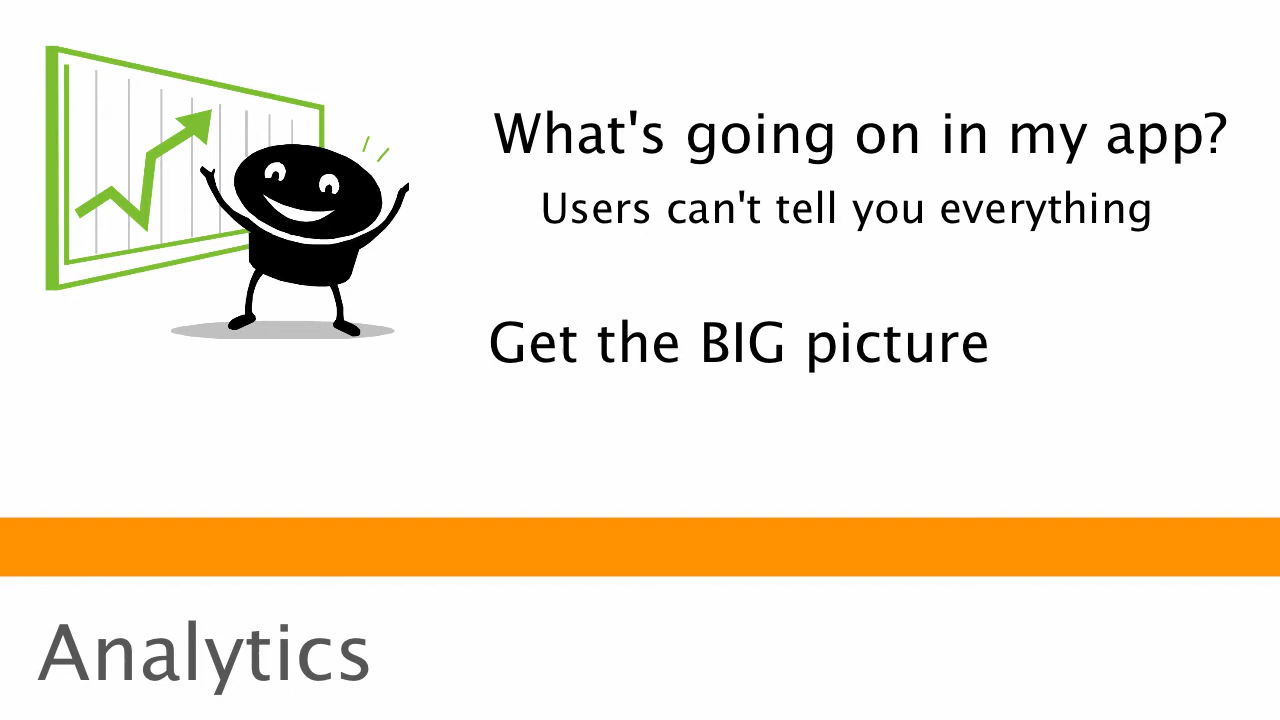 What's going on in my app?
Users can't tell you everything
Get the BIG picture
Analytics